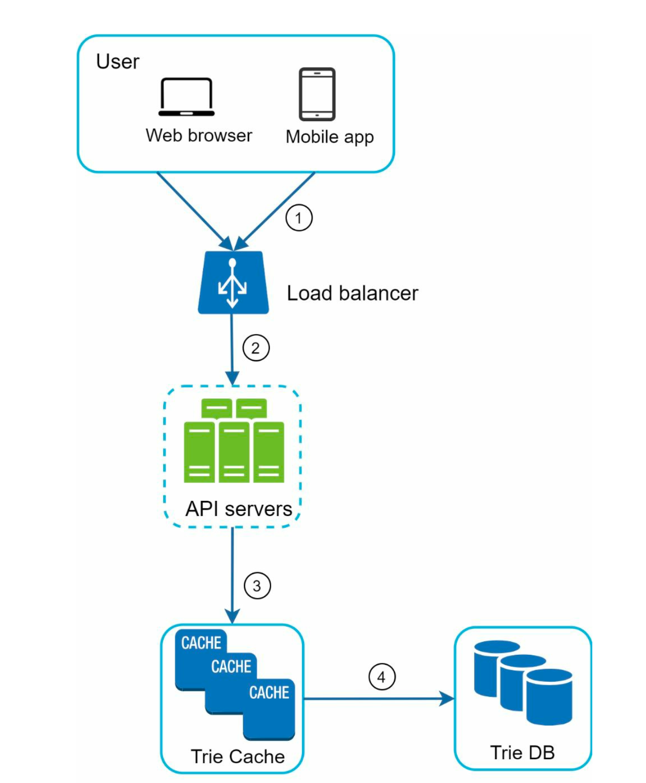 User
Web browser
Mobile app
1
Load balancer
2
API servers
3
CACHE
CACHE
CACHE
Trie Cache
4
Trie DB